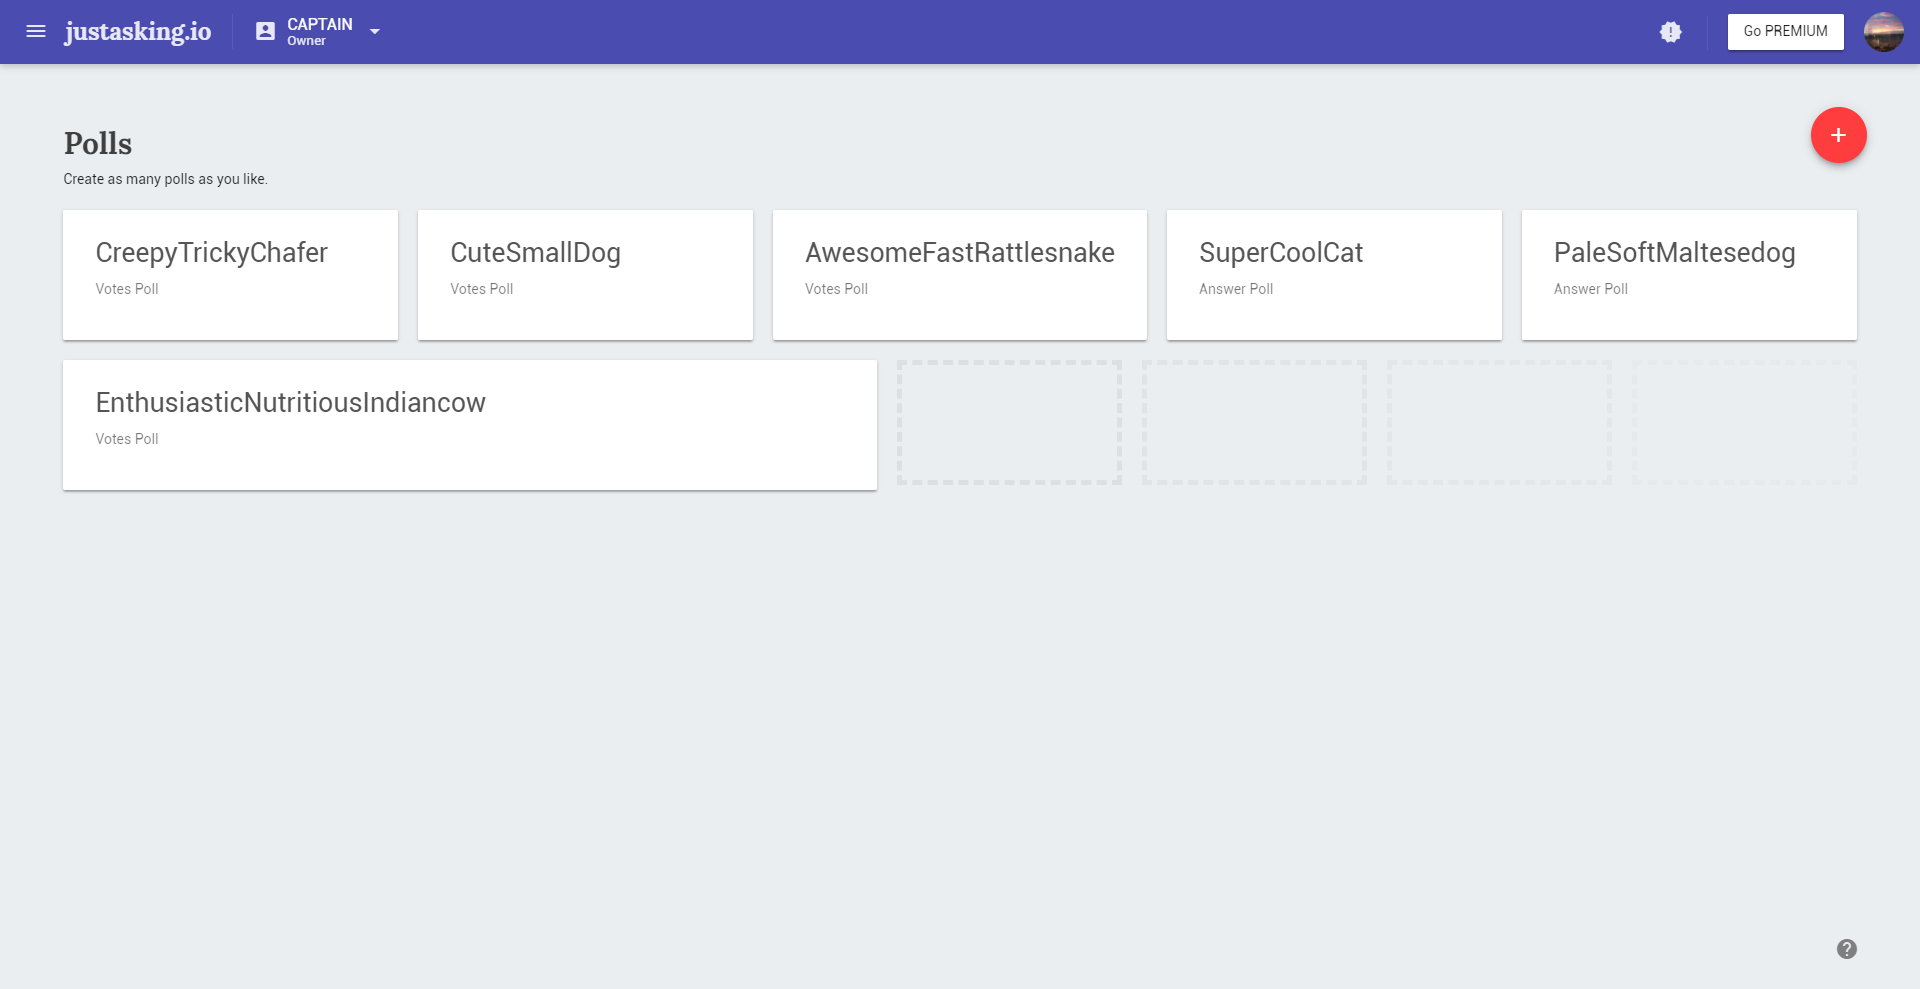 justasking.io
CAPTAIN
Owner
Go PREMIUM
Polls
Create as many polls as you like.
CreepyTrickyChafer
Votes Poll
CuteSmallDog
Votes Poll
AwesomeFastRattlesnake
Votes Poll
SuperCoolCat
Answer Poll
PaleSoftMaltesedog
Answer Poll
EnthusiasticNutritiousIndiancow
Votes Poll